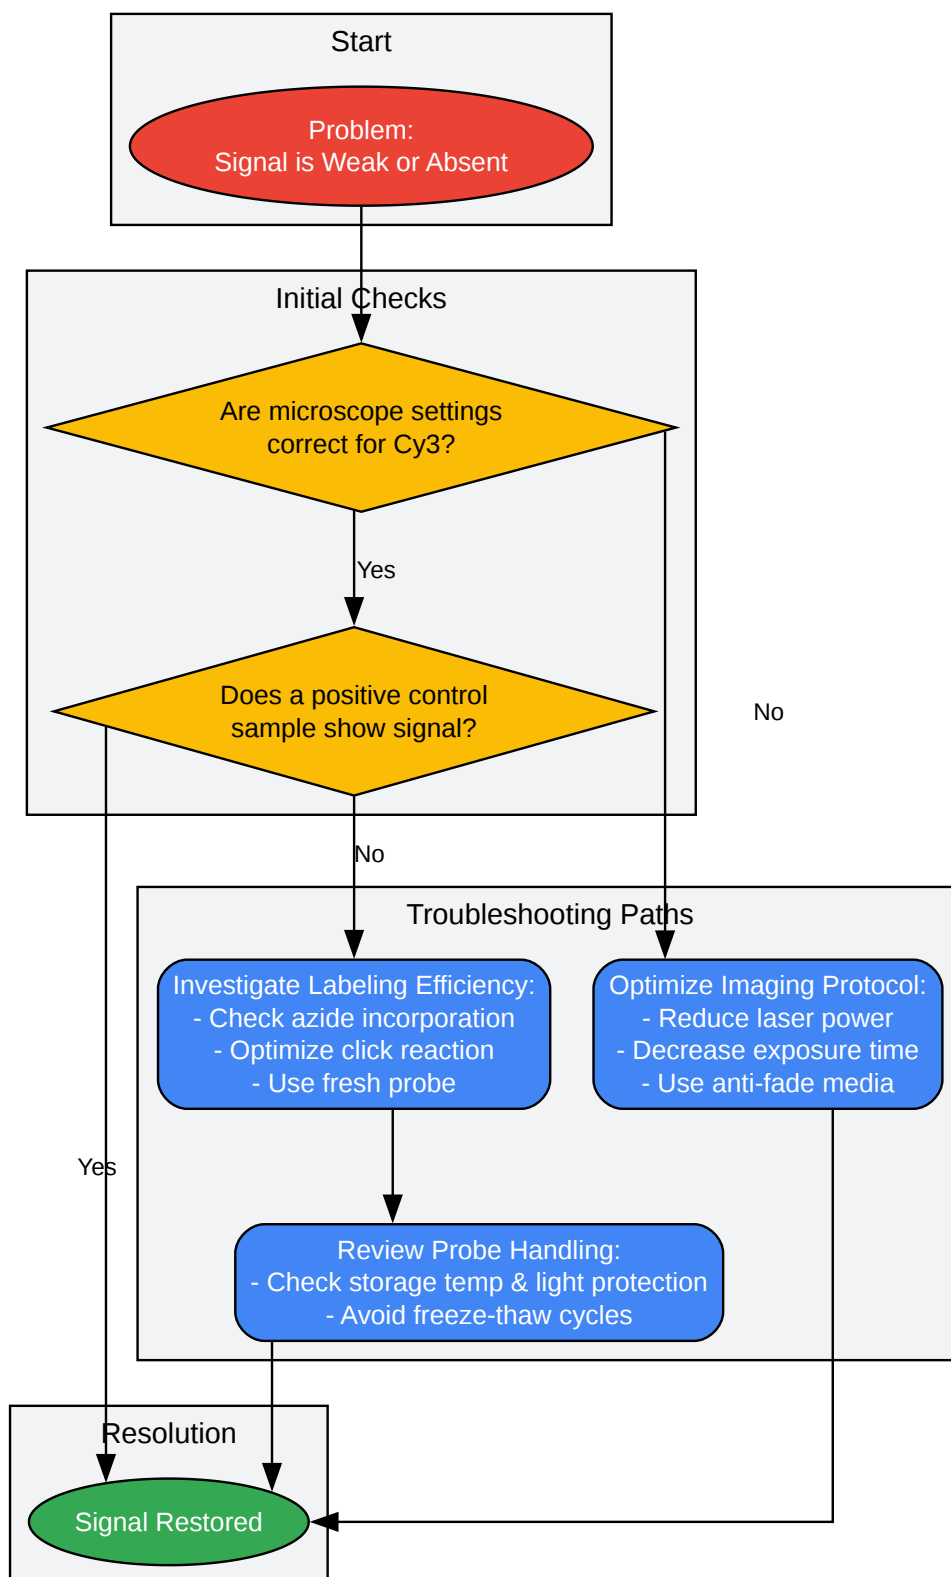 Start
Problem:
Signal is Weak or Absent
Initial Checks
Are microscope settings
correct for Cy3?
Yes
Does a positive control
sample show signal?
No
No
Troubleshooting Paths
Investigate Labeling Efficiency:
- Check azide incorporation
- Optimize click reaction
- Use fresh probe
Optimize Imaging Protocol:
- Reduce laser power
- Decrease exposure time
- Use anti-fade media
Yes
Review Probe Handling:
- Check storage temp & light protection
- Avoid freeze-thaw cycles
Resolution
Signal Restored